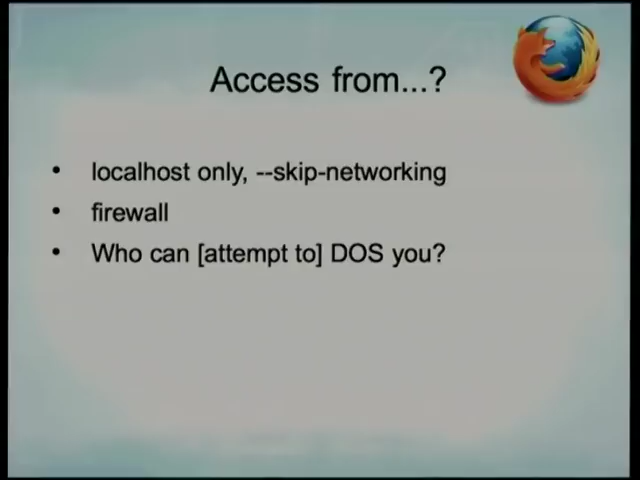 Access from...?
• localhost only, --skip-networking
• firewall
• Who can [attempt to] DOS you?